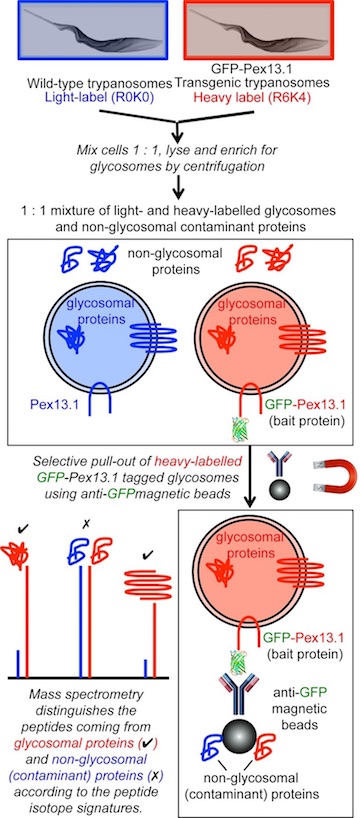 GFP-Pex13.1
Wild-type trypanosomes Transgenic trypanosomes
Light-label (R0K0) Heavy label (R6K4)
Mix cells 1 : 1, lyse and enrich for
glycosomes by centrifugation
1 : 1 mixture of light- and heavy-labelled glycosomes
and non-glycosomal contaminant proteins
non-glycosomal
proteins
glycosomal
proteins
glycosomal
proteins
Pex13.1
GFP-Pex13.1
(bait protein)
Selective pull-out of heavy-labelled
GFP-Pex13.1 tagged glycosomes
using anti-GFPmagnetic beads
✓
✗
✓
glycosomal
proteins
GFP-Pex13.1
(bait protein)
anti-GFP
magnetic
beads
non-glycosomal
(contaminant) proteins
Mass spectrometry
distinguishes the
peptides coming from
glycosomal proteins (✓)
and non-glycosomal
(contaminant) proteins (✗)
according to the peptide
isotope signatures.